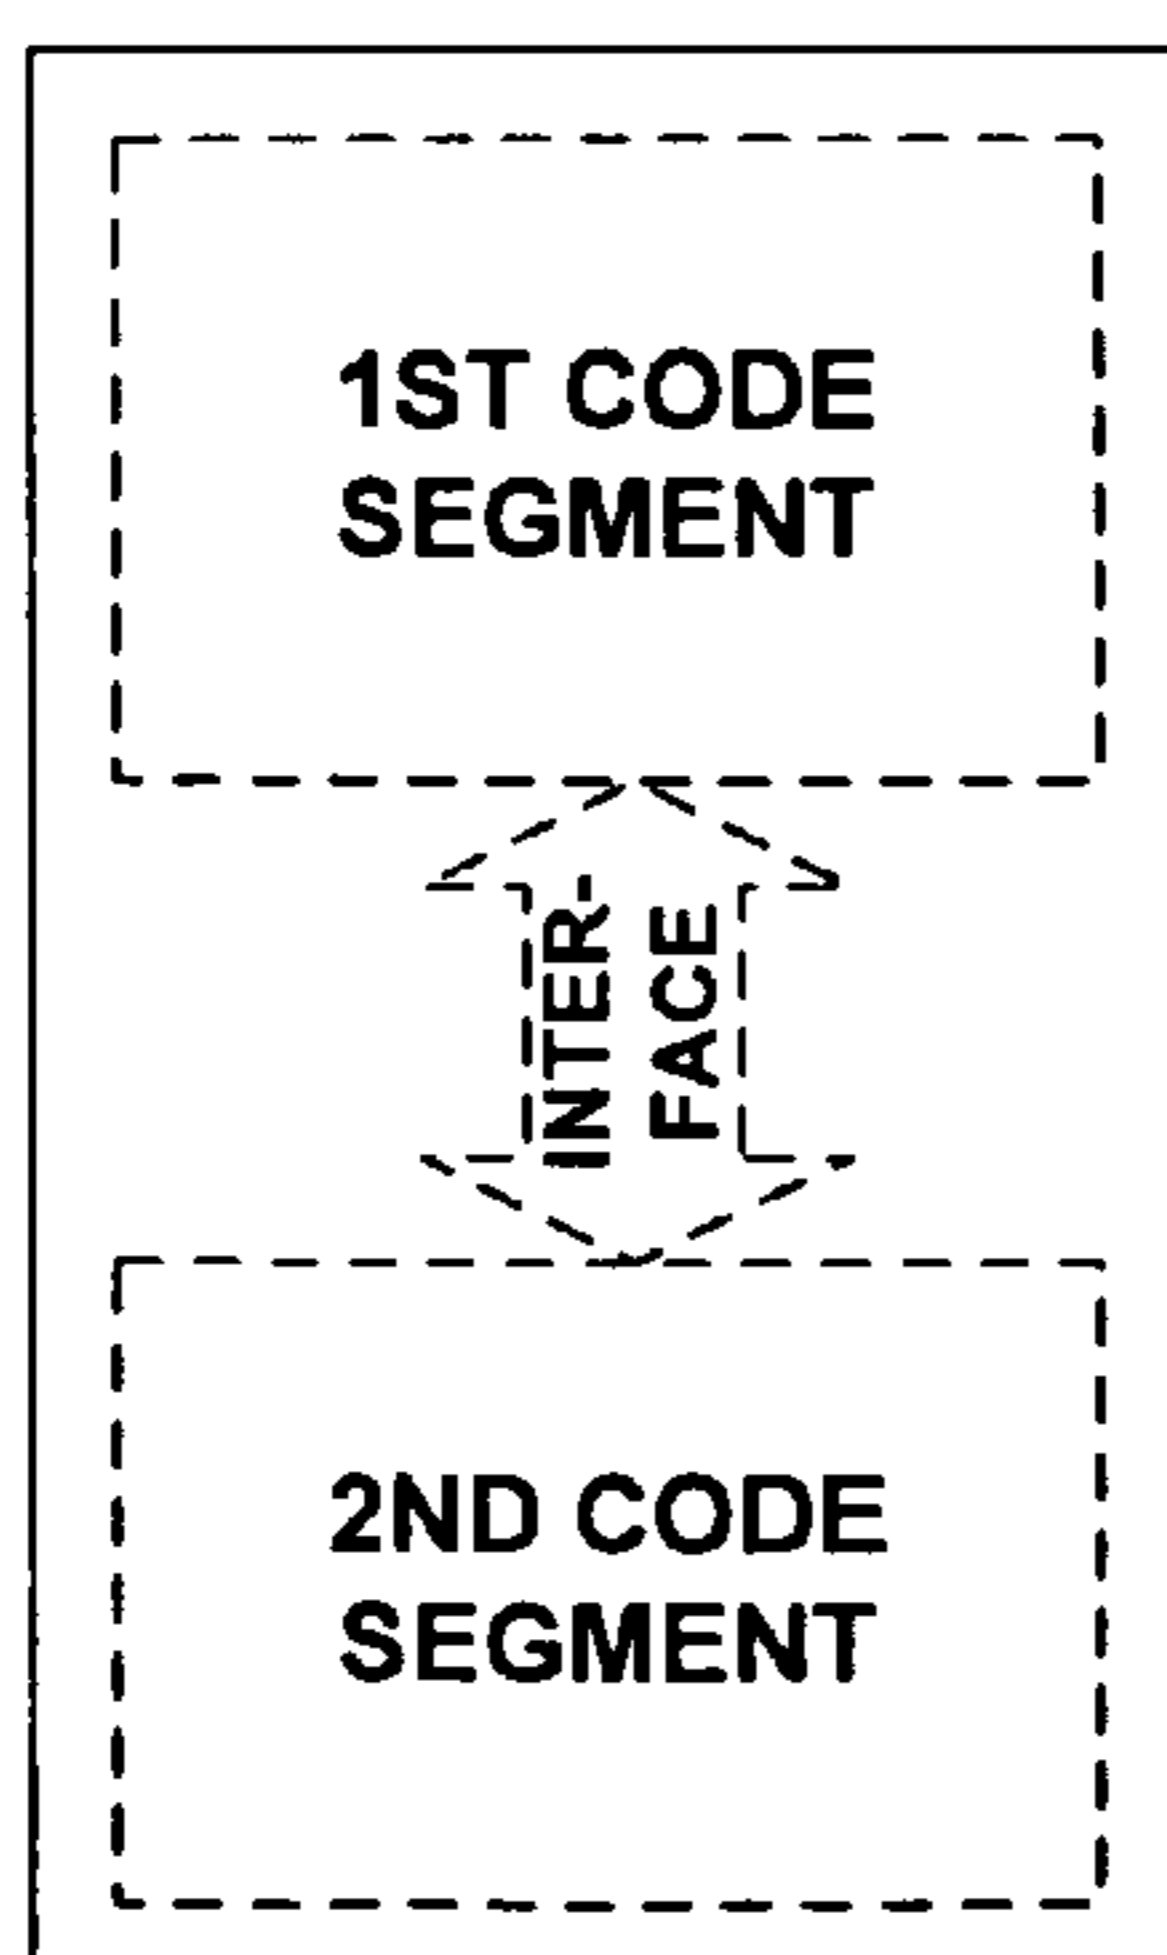 1ST CODE
SEGMENT
INTER-
FACE
2ND CODE
SEGMENT